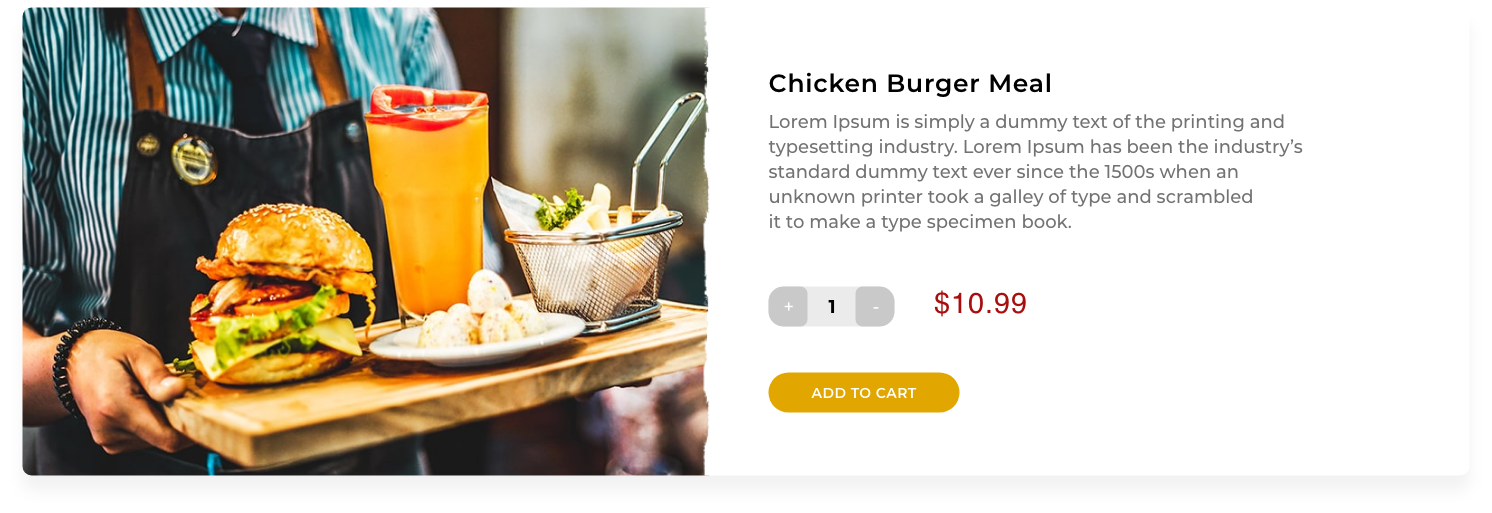 Chicken Burger Meal
Lorem Ipsum is simply a dummy text of the printing and
typesetting industry. Lorem Ipsum has been the industry’s
standard dummy text ever since the 1500s when an
unknown printer took a galley of type and scrambled
it to make a type specimen book.
+ 1 - $10.99
ADD TO CART